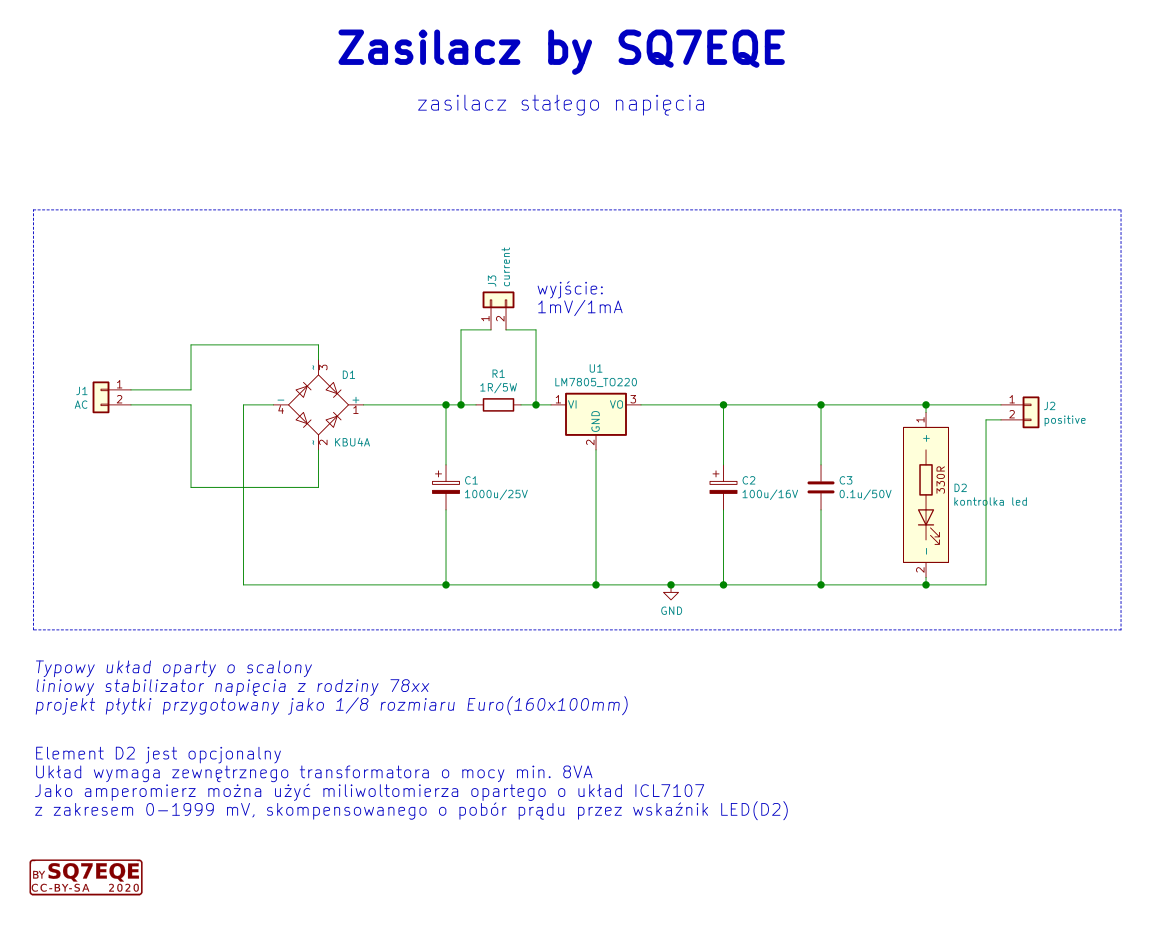 Zasilacz by SQ7EQE
zasilacz stałego napięcia
J3
current
wyjście:
1mV/1mA
1
2
J1
AC
1
2
~
3
D1
−
4
+
1
~
2
KBU4A
R1
1R/5W
U1
LM7805_TO220
1
VI
GND
VO
3
2
1
2
J2
positive
+
C1
1000u/25V
+
C2
100u/16V
C3
0.1u/50V
1
+
330R
D2
kontrolka led
−
2
GND
Typowy układ oparty o scalony
liniowy stabilizator napięcia z rodziny 78xx
projekt płytki przygotowany jako 1/8 rozmiaru Euro(160x100mm)
Element D2 jest opcjonalny
Układ wymaga zewnętrznego transformatora o mocy min. 8VA
Jako amperomierz można użyć miliwoltomierza opartego o układ ICL7107
z zakresem 0−1999 mV, skompensowanego o pobór prądu przez wskaźnik LED(D2)
BY SQ7EQE
CC-BY-SA 2020